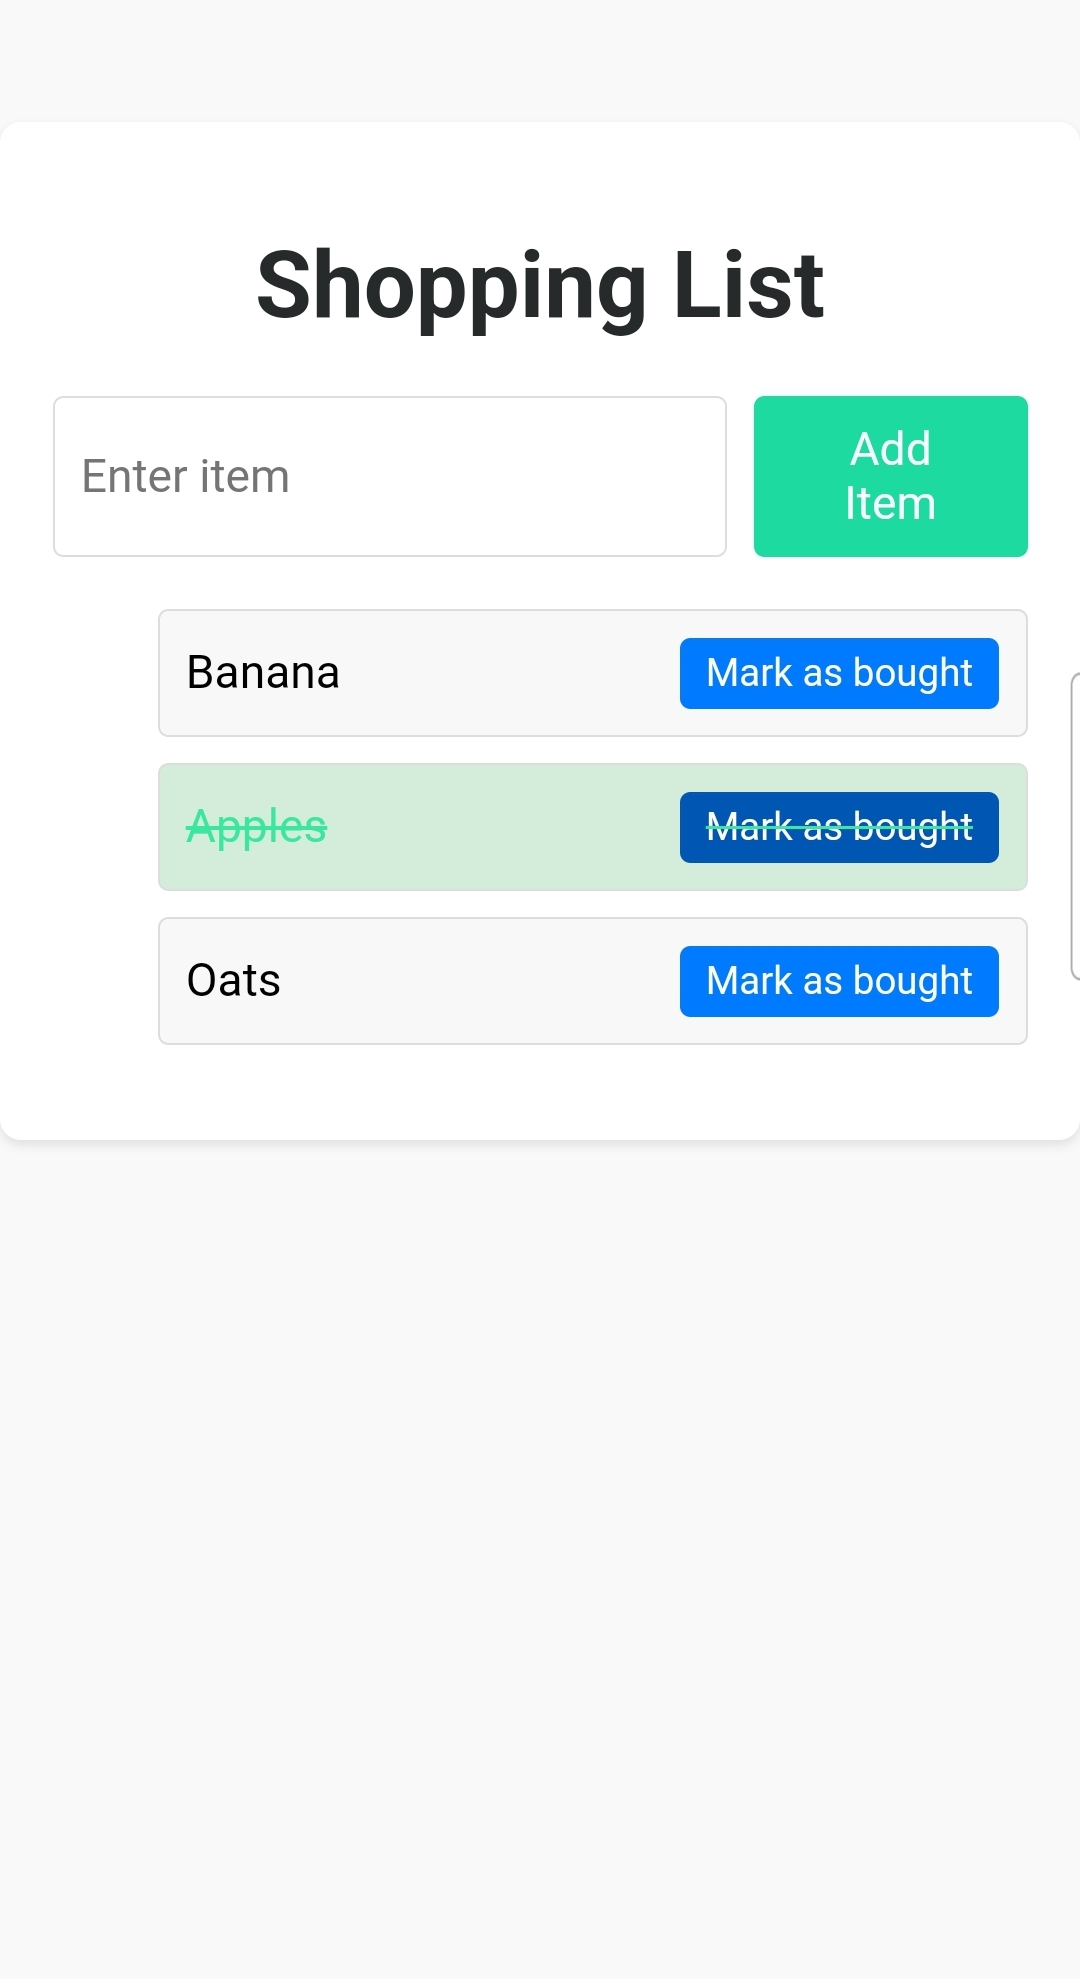 Shopping List
Enter item
Add
Item
Banana
Mark as bought
Apples
Mark as bought
Oats
Mark as bought